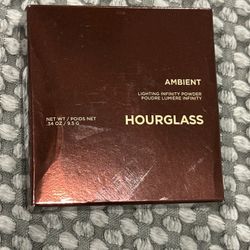 AMBIENT
LIGHTING INFINITY POWDER
POUDRE LUMIÈRE INFINITY
NET WT / POIDS NET
.34 OZ / 9.5 G
HOURGLASS